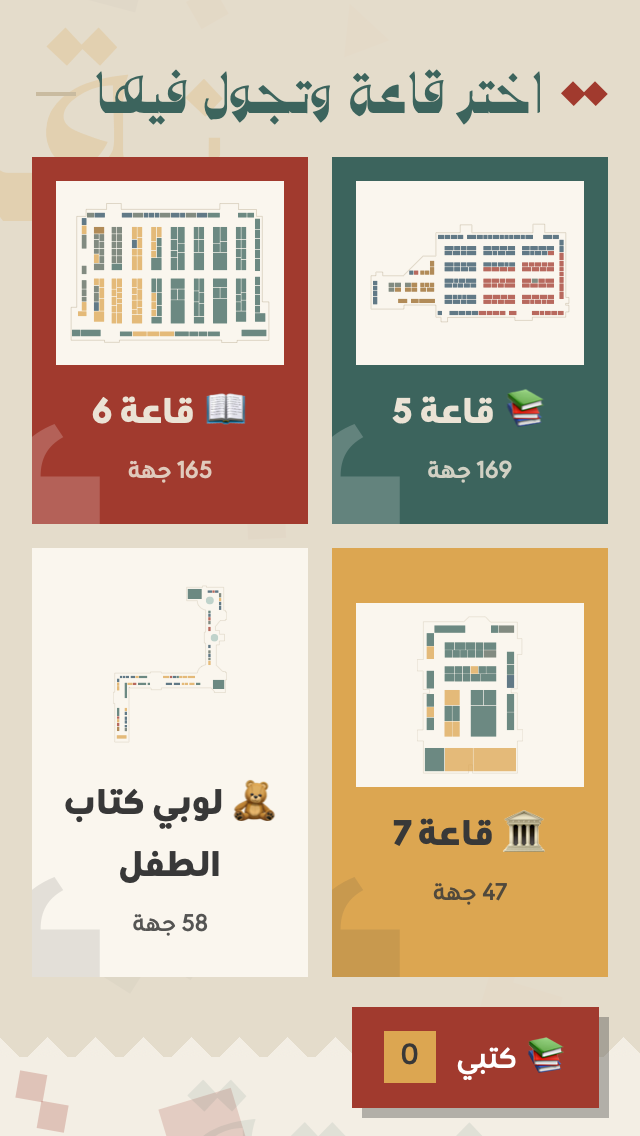 اختر قاعة وتجول فيها
قاعة 5
169 جهة
قاعة 6
165 جهة
قاعة 7
47 جهة
لوبي كتاب
الطفل
58 جهة
كتبي 0